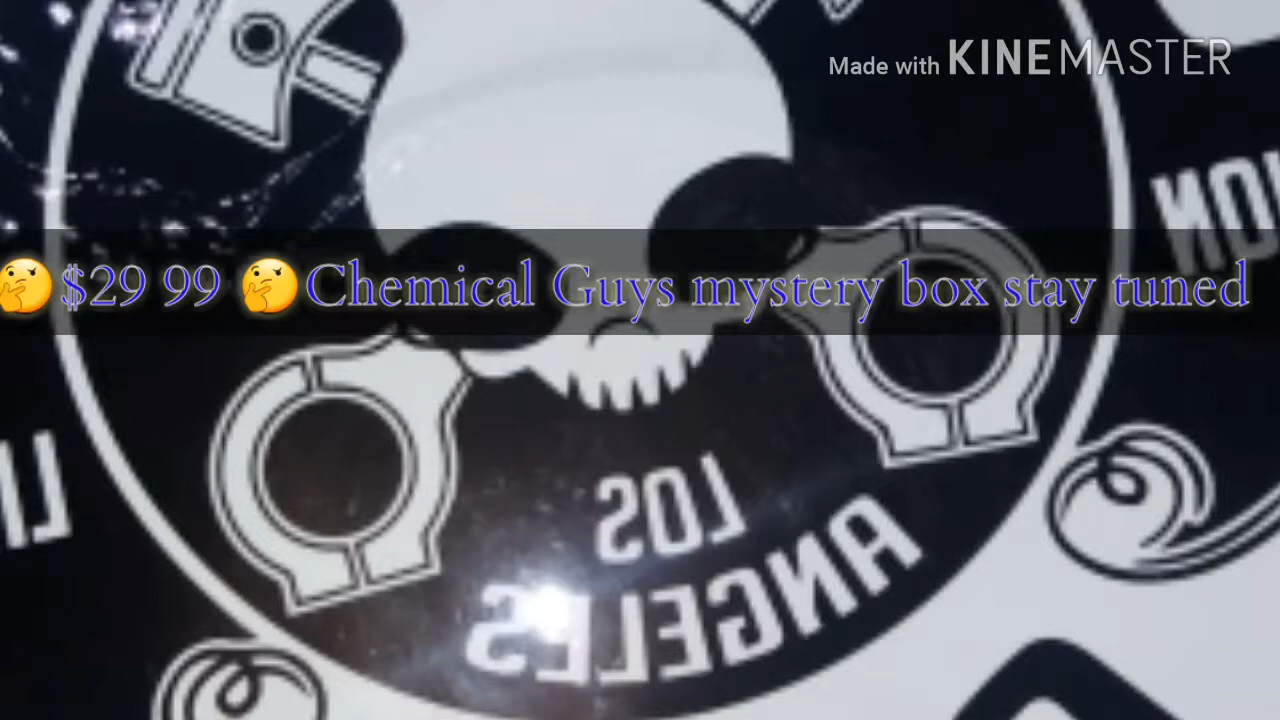 Made with KINEMASTER
🤔$29 99 🤔Chemical Guys mystery box stay tuned
LOS
ANGELES